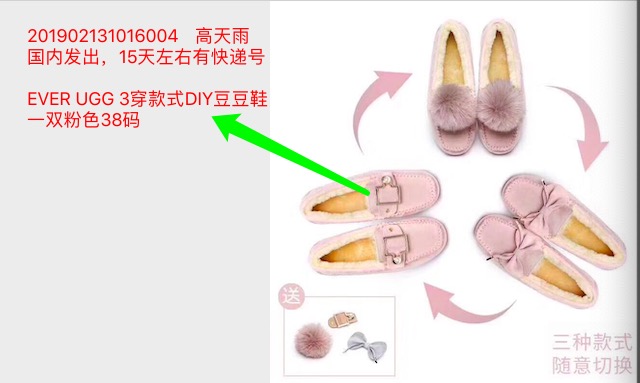 201902131016004 高天雨
国内发出，15天左右有快递号
EVER UGG 3穿款式DIY豆豆鞋
一双粉色38码
送
三种款式
随意切换